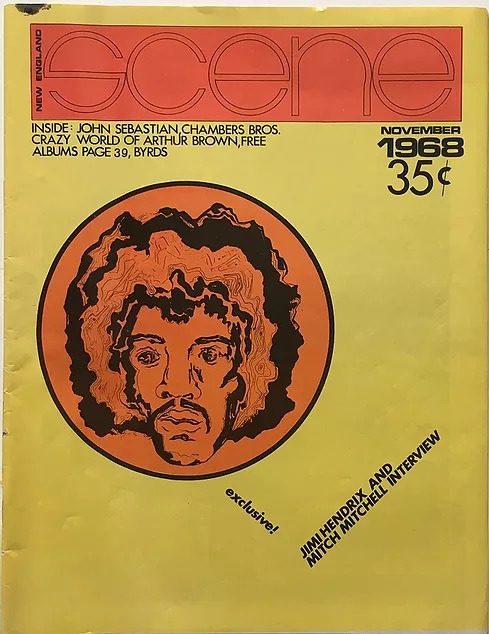 NEW ENGLAND
scene
INSIDE: JOHN SEBASTIAN, CHAMBERS BROS.
CRAZY WORLD OF ARTHUR BROWN, FREE
ALBUMS PAGE 39, BYRDS
NOVEMBER
1968
35¢
exclusive!
JIMI HENDRIX AND
MITCH MITCHELL INTERVIEW